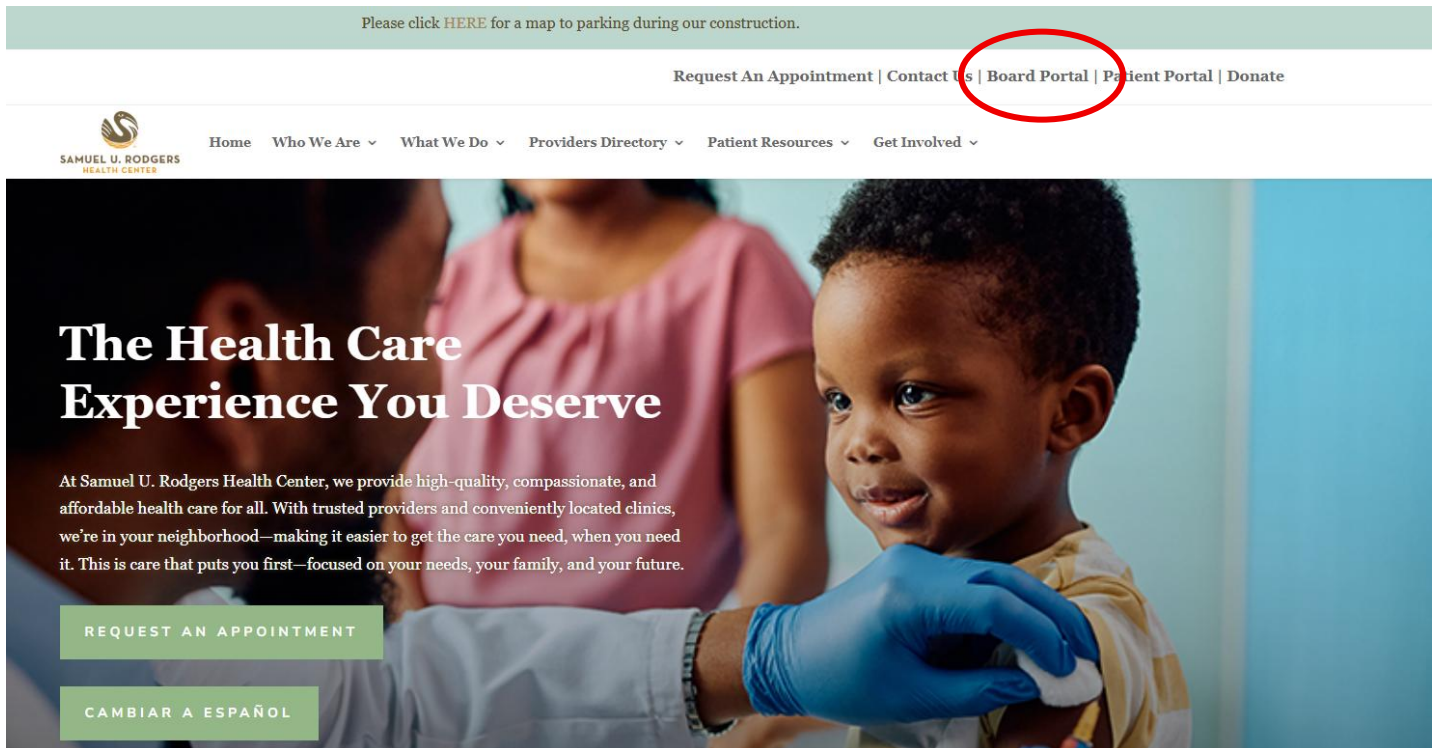 Please click HERE for a map to parking during our construction.
Request An Appointment | Contact Us | Board Portal | Patient Portal | Donate
SAMUEL U. RODGERS
HEALTH CENTER
Home Who We Are What We Do Providers Directory Patient Resources Get Involved
The Health Care
Experience You Deserve
At Samuel U. Rodgers Health Center, we provide high-quality, compassionate, and
affordable health care for all. With trusted providers and conveniently located clinics,
we’re in your neighborhood—making it easier to get the care you need, when you need
it. This is care that puts you first—focused on your needs, your family, and your future.
REQUEST AN APPOINTMENT
CAMBIAR A ESPAÑOL